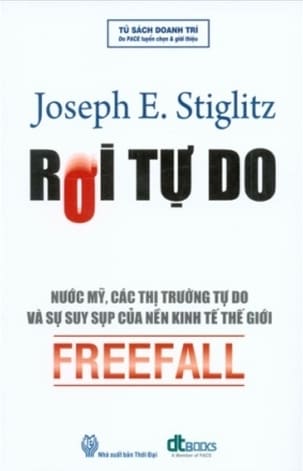 TỦ SÁCH DOANH TRÍ
Do PACE tuyển chọn & giới thiệu
Joseph E. Stiglitz
RƠI TỰ DO
NƯỚC MỸ, CÁC THỊ TRƯỜNG TỰ DO
VÀ SỰ SUY SỤP CỦA NỀN KINH TẾ THẾ GIỚI
FREEFALL
Nhà xuất bản Thời Đại
dtBOOKS
A Member of PACE